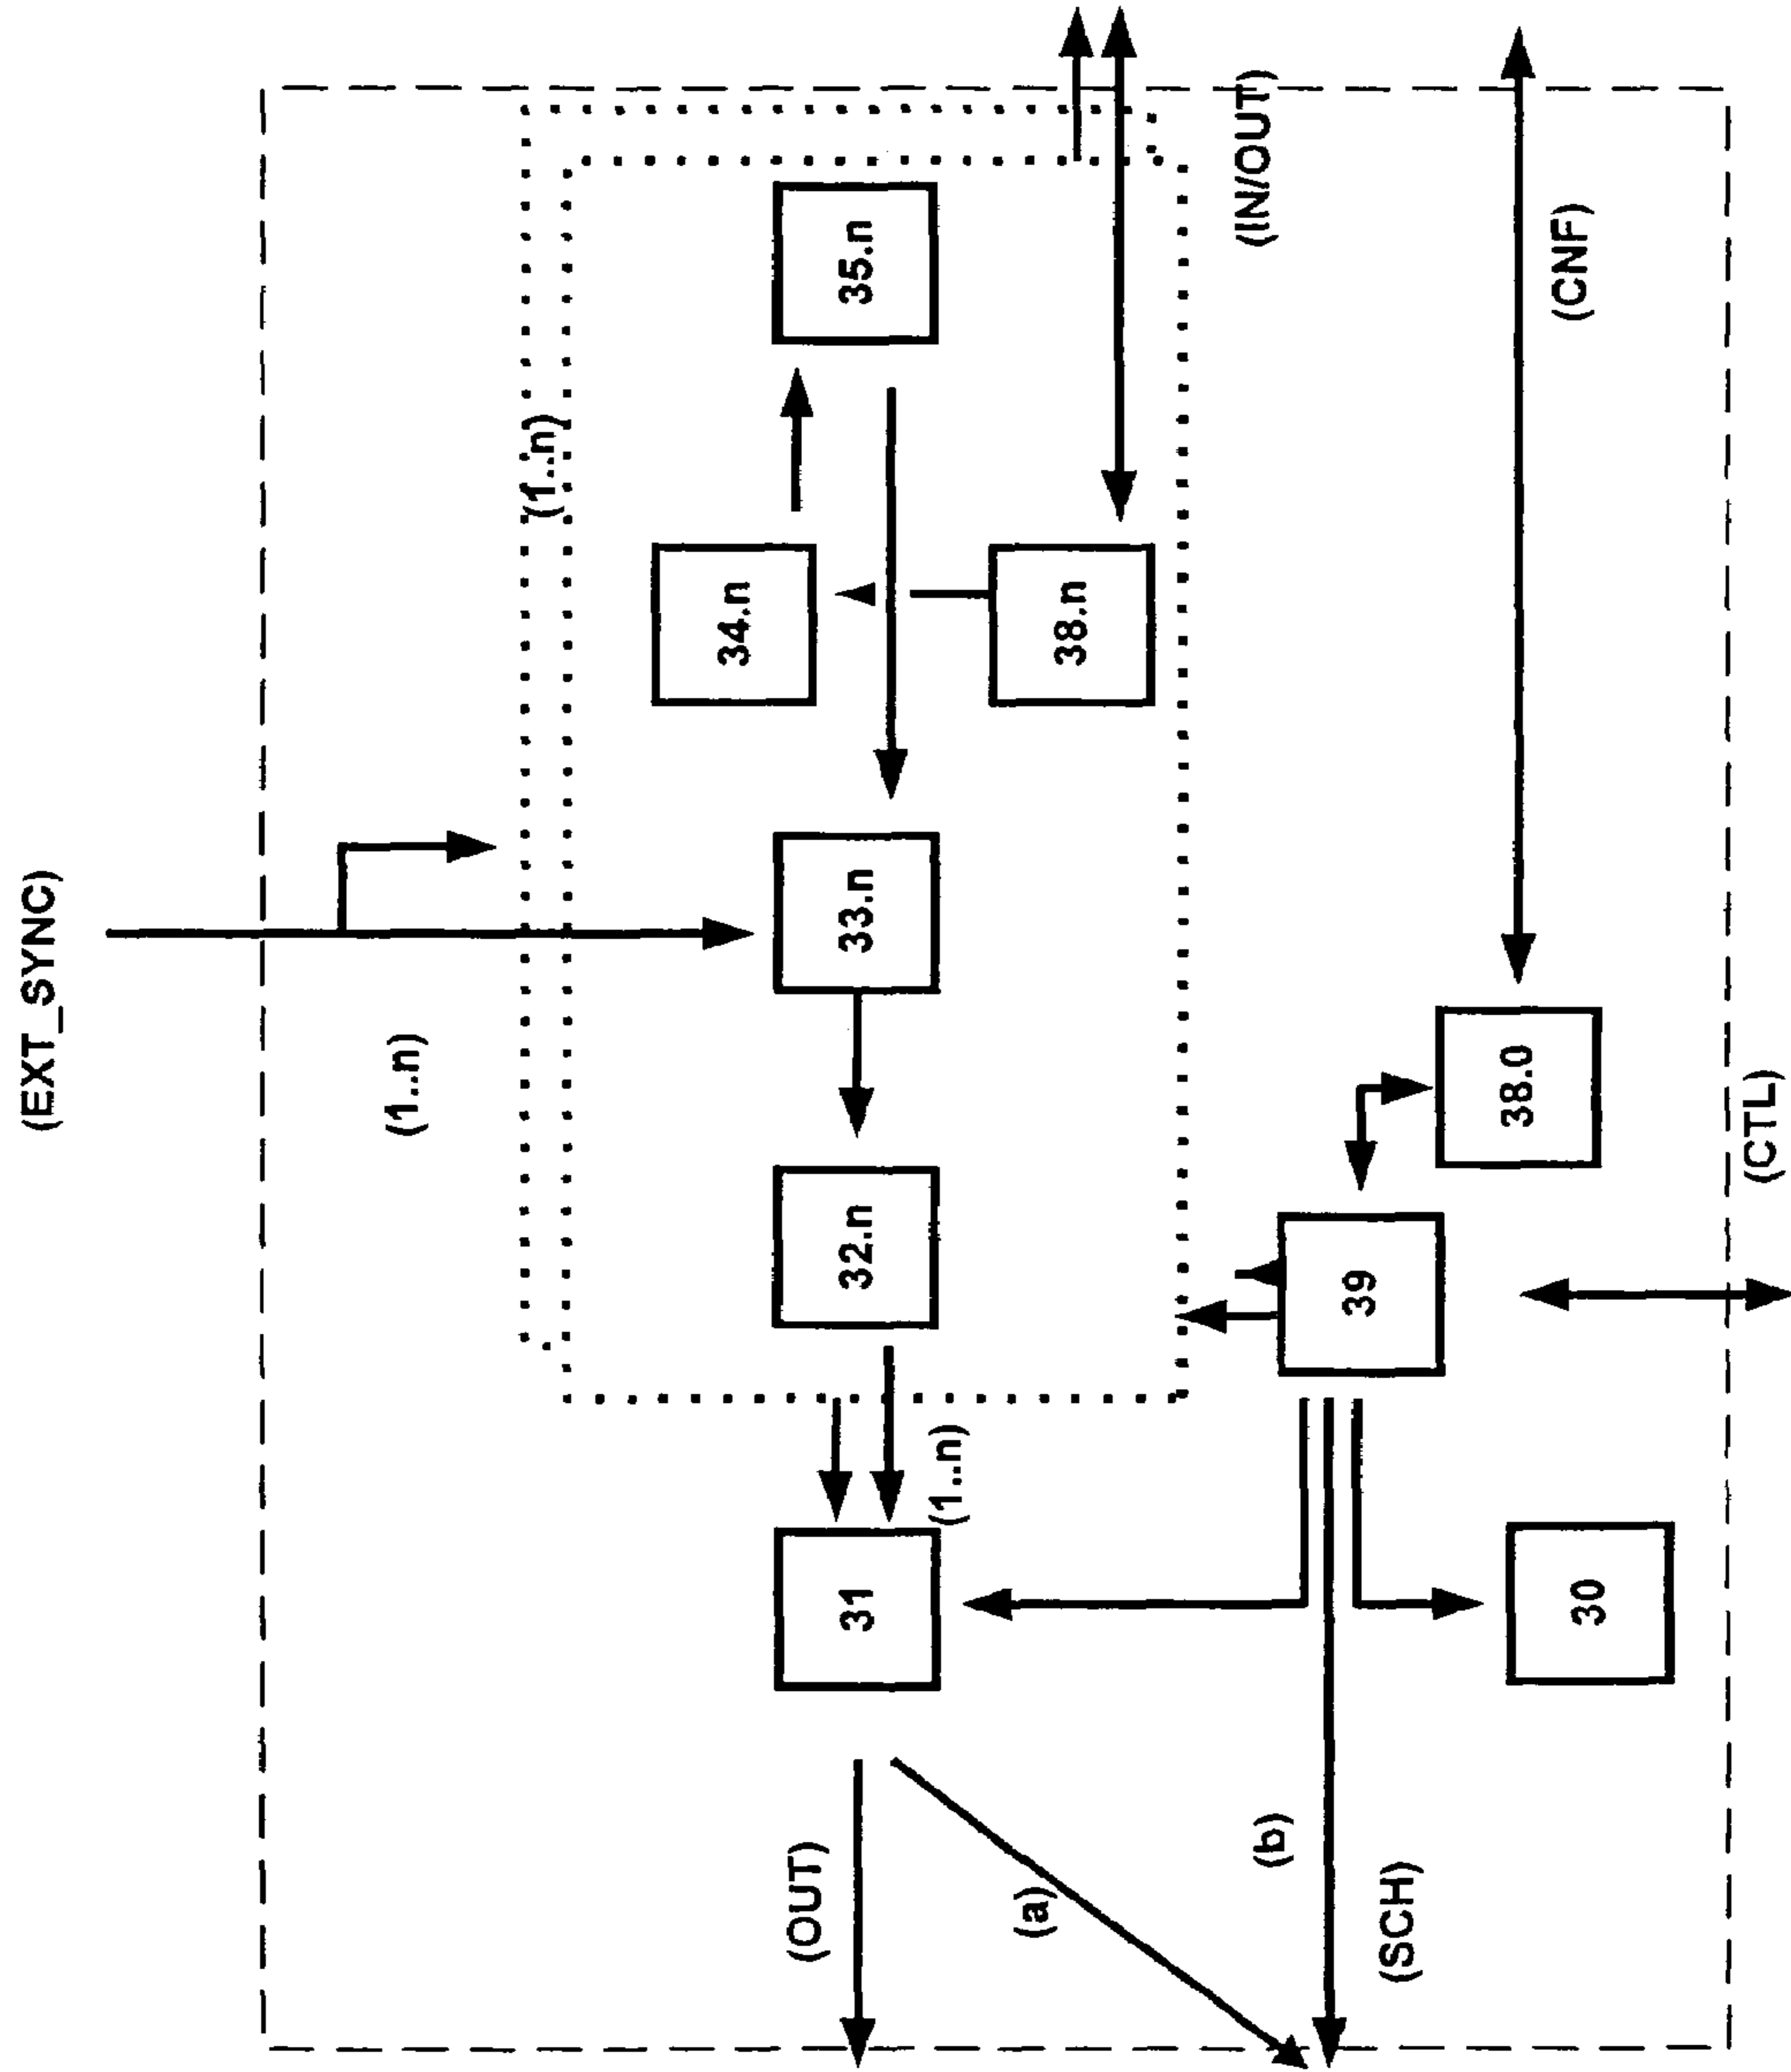 (EXT_SYNC)
(1..n)
(1..n)
35.n
34.n
38.n
(IN/OUT)
(CNF)
33.n
32.n
(1..n)
31
39
38.0
(CTL)
30
(OUT)
(a)
(b)
(SCH)